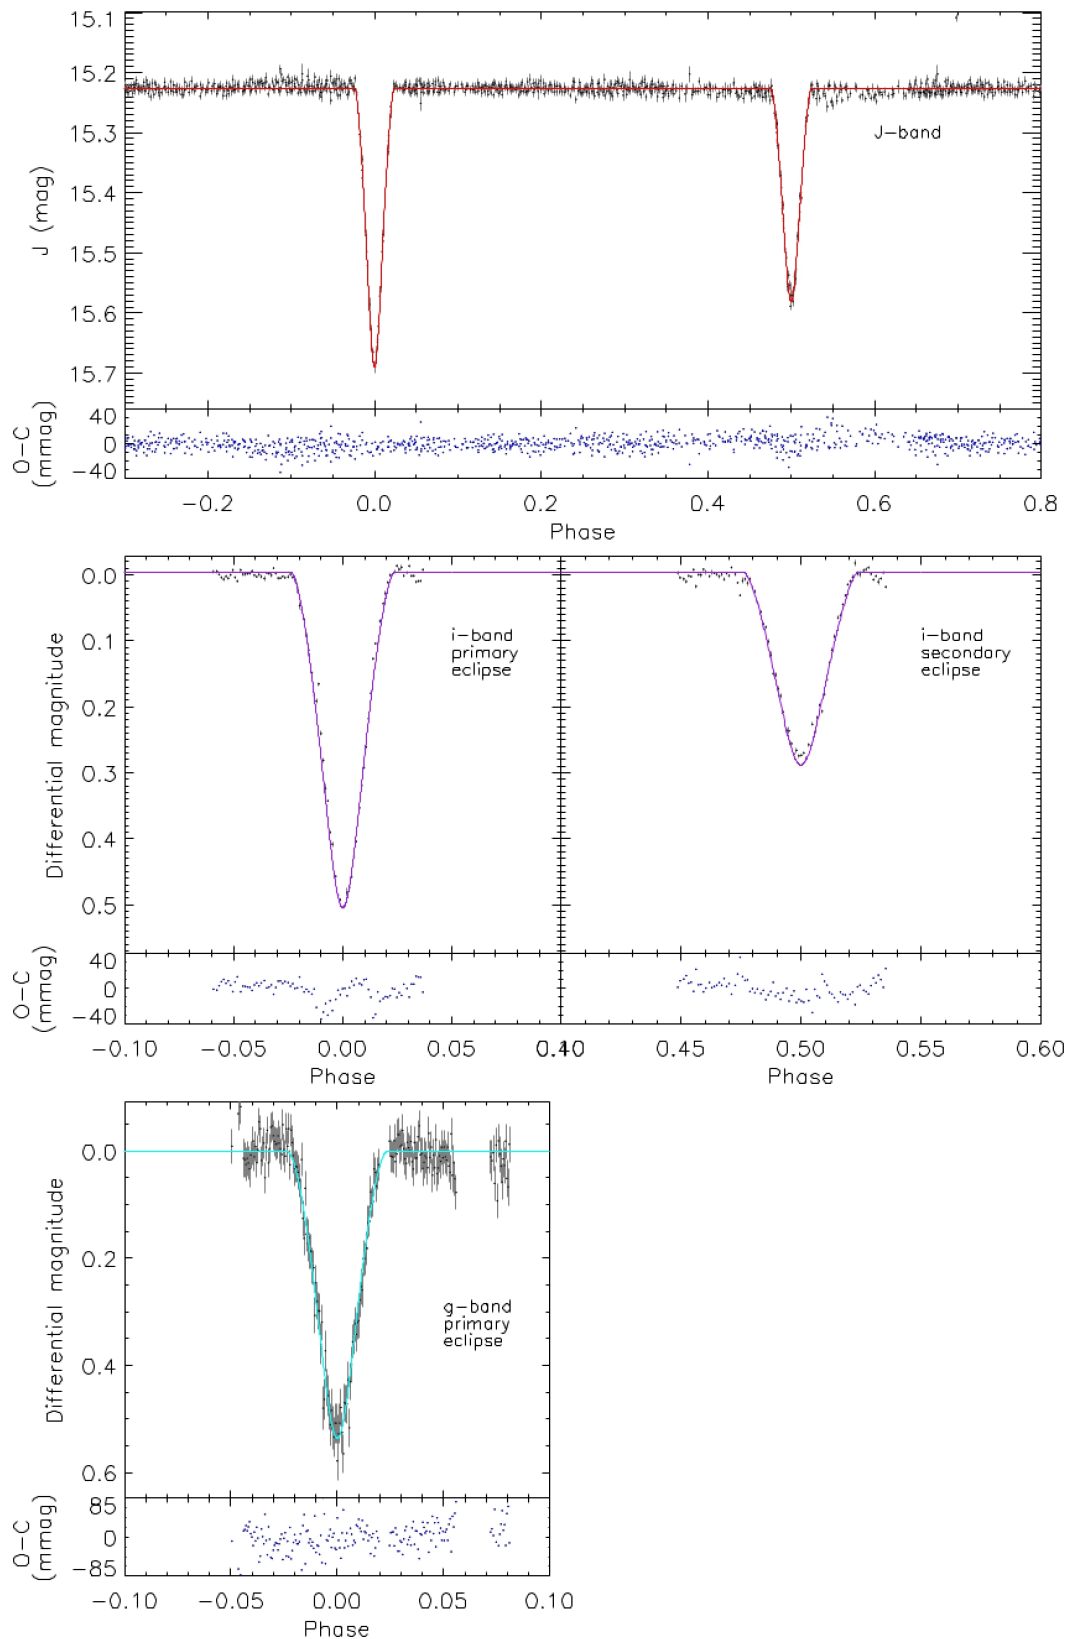 15.1
15.2
15.3
15.4
15.5
15.6
15.7
J (mag)
J-band
40
0
-40
O-C
(mmag)
-0.2 0.0 0.2 0.4 0.6 0.8
Phase
0.0
0.1
0.2
0.3
0.4
0.5
Differential magnitude
i-band
primary
eclipse
i-band
secondary
eclipse
40
0
-40
O-C
(mmag)
-0.10 -0.05 0.00 0.05 0.10
0.40 0.45 0.50 0.55 0.60
Phase Phase
0.0
0.2
0.4
0.6
Differential magnitude
g-band
primary
eclipse
85
0
-85
O-C
(mmag)
-0.10 -0.05 0.00 0.05 0.10
Phase